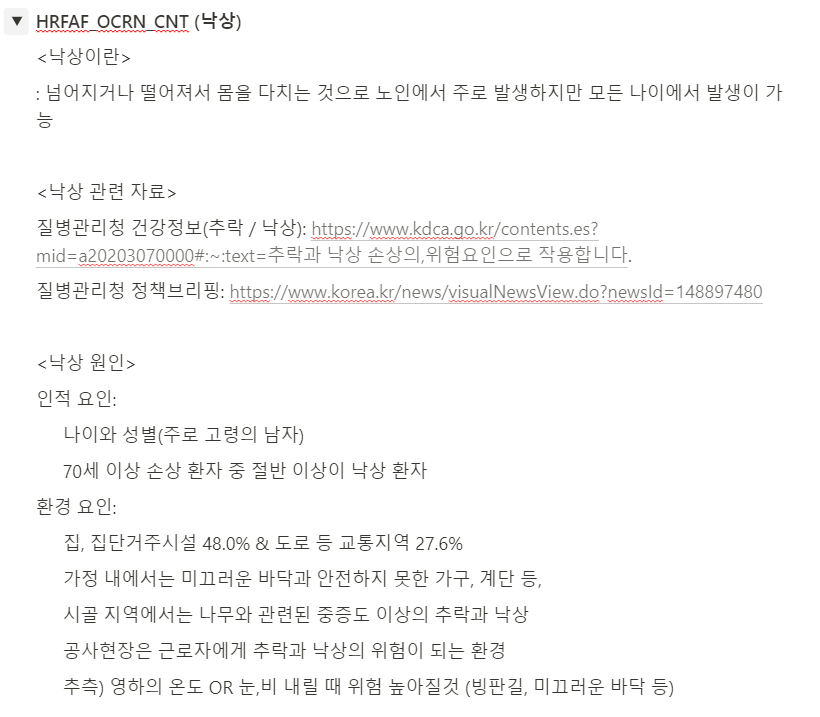 ▼ HRFAF_OCRN_CNT (낙상)
<낙상이란>
: 넘어지거나 떨어져서 몸을 다치는 것으로 노인에서 주로 발생하지만 모든 나이에서 발생이 가
능
<낙상 관련 자료>
질병관리청 건강정보(추락 / 낙상): https://www.kdca.go.kr/contents.es?
mid=a20203070000#:~:text=추락과 낙상 손상의,위험요인으로 작용합니다.
질병관리청 정책브리핑: https://www.korea.kr/news/visualNewsView.do?newsId=148897480
<낙상 원인>
인적 요인:
나이와 성별(주로 고령의 남자)
70세 이상 손상 환자 중 절반 이상이 낙상 환자
환경 요인:
집, 집단거주시설 48.0% & 도로 등 교통지역 27.6%
가정 내에서는 미끄러운 바닥과 안전하지 못한 가구, 계단 등,
시골 지역에서는 나무와 관련된 중증도 이상의 추락과 낙상
공사현장은 근로자에게 추락과 낙상의 위험이 되는 환경
추측) 영하의 온도 OR 눈,비 내릴 때 위험 높아질것 (빙판길, 미끄러운 바닥 등)